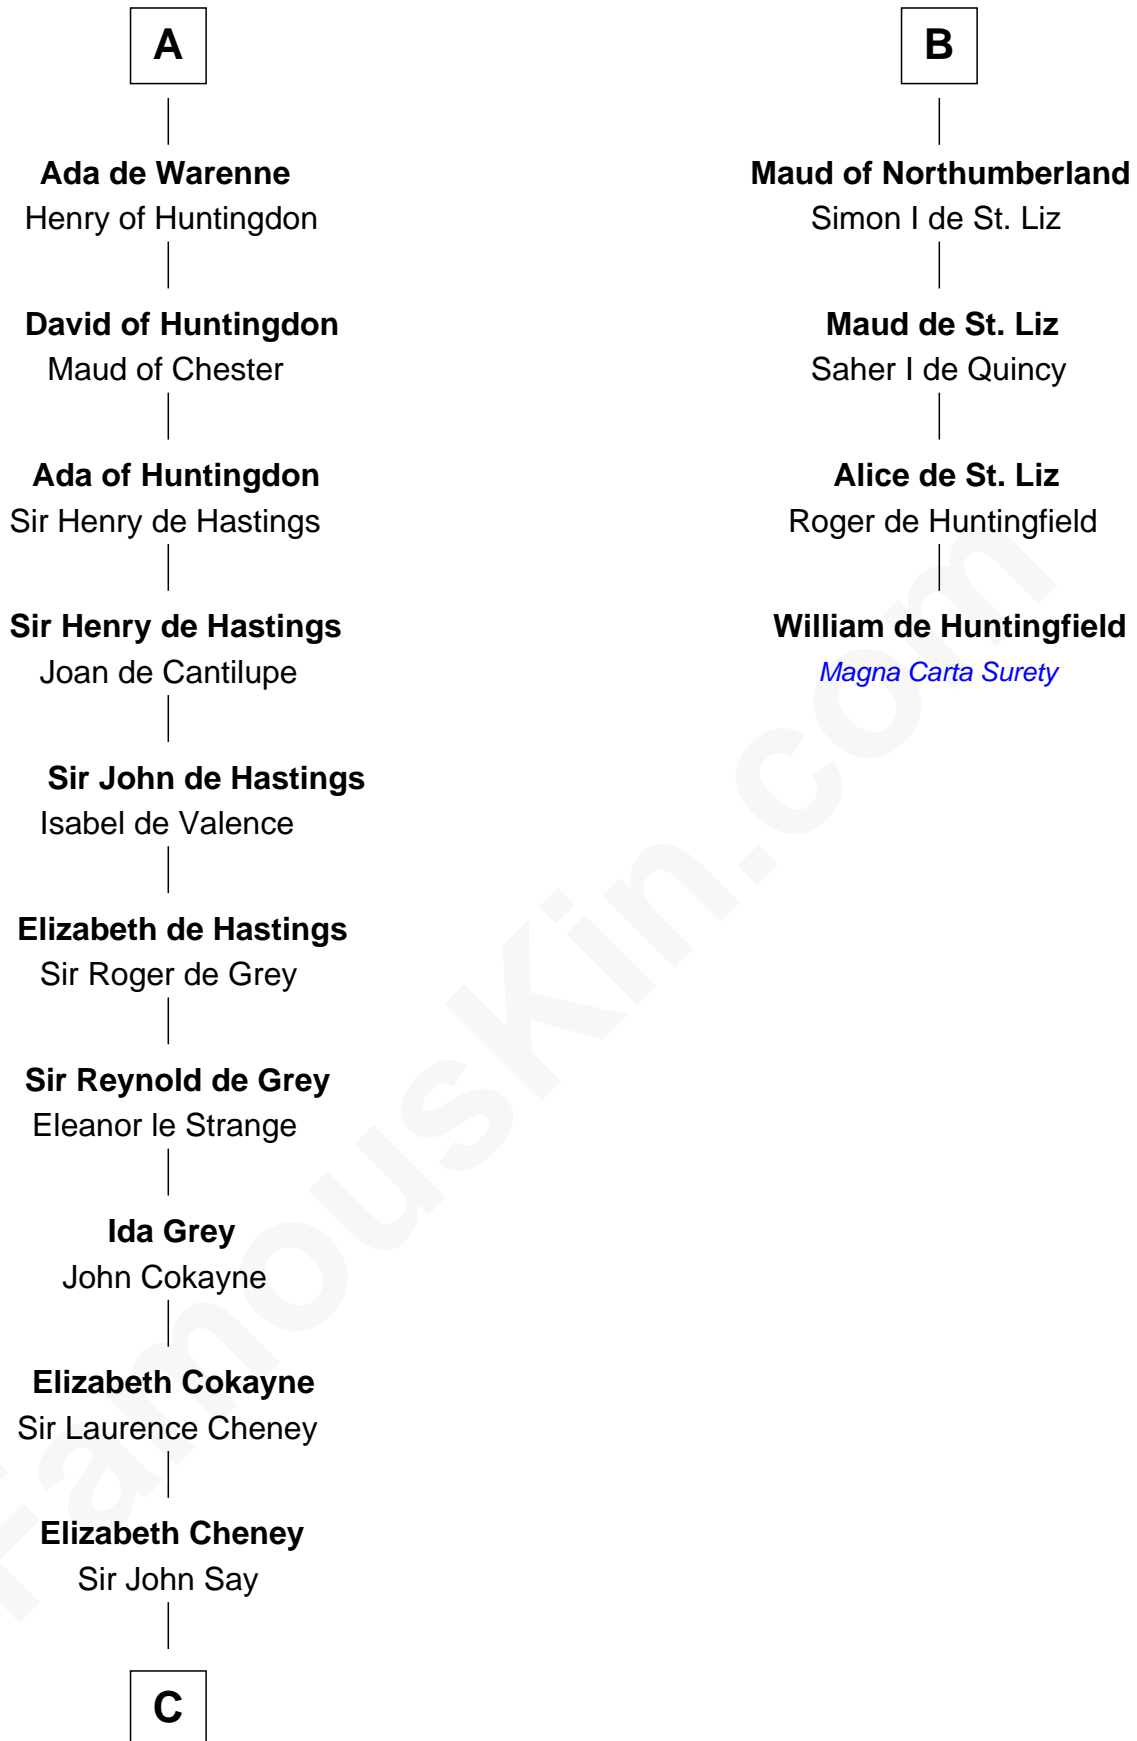 A
Ada de Warenne
Henry of Huntingdon
David of Huntingdon
Maud of Chester
Ada of Huntingdon
Sir Henry de Hastings
Sir Henry de Hastings
Joan de Cantilupe
Sir John de Hastings
Isabel de Valence
Elizabeth de Hastings
Sir Roger de Grey
Sir Reynold de Grey
Eleanor le Strange
Ida Grey
John Cokayne
Elizabeth Cokayne
Sir Laurence Cheney
Elizabeth Cheney
Sir John Say
C
B
Maud of Northumberland
Simon I de St. Liz
Maud de St. Liz
Saher I de Quincy
Alice de St. Liz
Roger de Huntingfield
William de Huntingfield
Magna Carta Surety
FamousKin.com